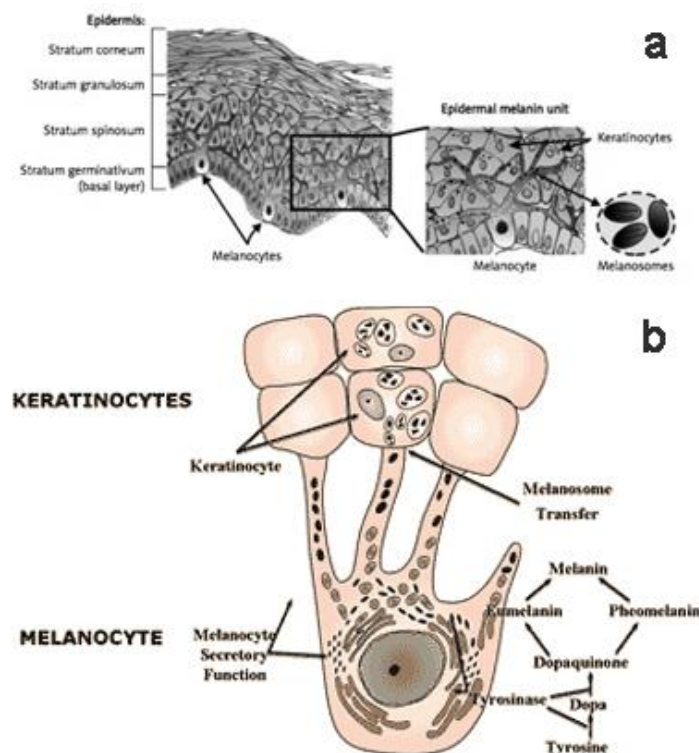 Epidermis:
a
Stratum corneum
Stratum granulosum
Epidermal melanin unit
Keratinocytes
Stratum spinosum
Stratum germinativum
(basal layer)
Melanocytes
Melanocyte
Melanosomes
b
KERATINOCYTES
Keratinocyte
Melanosome
Transfer
Melanin
Eumelanin
Pheomelanin
MELANOCYTE
Melanocyte
Secretory
Function
Dopaquinone
Tyrosinase
Dopa
Tyrosine